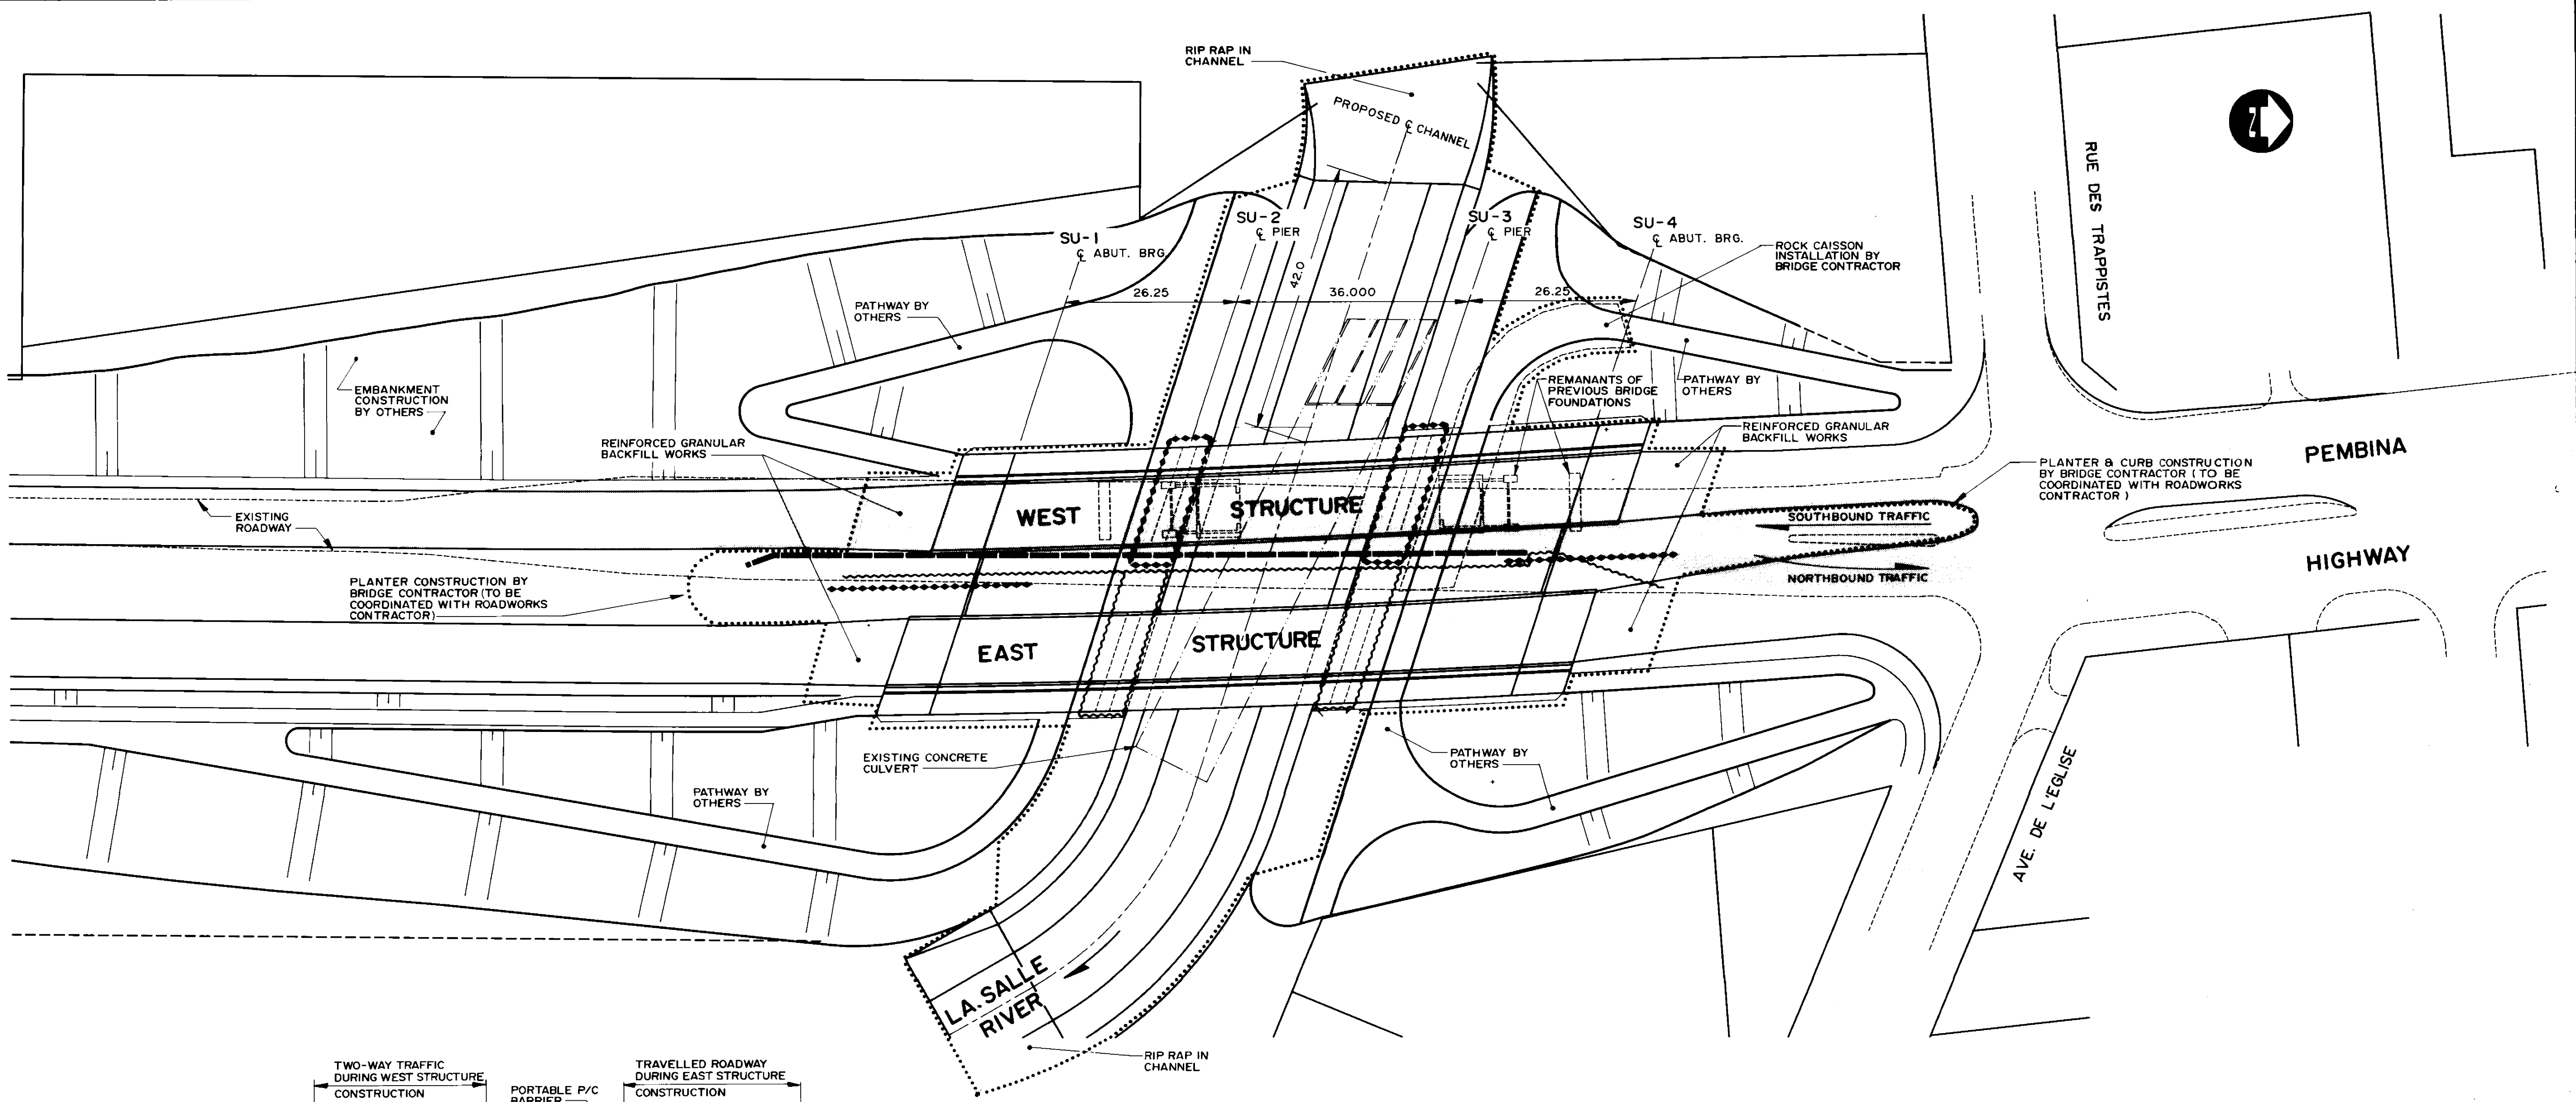 RIP RAP IN
CHANNEL
PROPOSED ℄ CHANNEL
N
RUE DES TRAPPISTES
SU-1
℄ ABUT. BRG.
SU-2
℄ PIER
SU-3
℄ PIER
SU-4
℄ ABUT. BRG.
ROCK CAISSON
INSTALLATION BY
BRIDGE CONTRACTOR
42.0
26.25
36.000
26.25
PATHWAY BY
OTHERS
EMBANKMENT
CONSTRUCTION
BY OTHERS
REMANANTS OF
PREVIOUS BRIDGE
FOUNDATIONS
PATHWAY BY
OTHERS
REINFORCED GRANULAR
BACKFILL WORKS
REINFORCED GRANULAR
BACKFILL WORKS
PEMBINA
HIGHWAY
PLANTER & CURB CONSTRUCTION
BY BRIDGE CONTRACTOR ( TO BE
COORDINATED WITH ROADWORKS
CONTRACTOR )
EXISTING
ROADWAY
WEST STRUCTURE
SOUTHBOUND TRAFFIC
NORTHBOUND TRAFFIC
PLANTER CONSTRUCTION BY
BRIDGE CONTRACTOR (TO BE
COORDINATED WITH ROADWORKS
CONTRACTOR)
EAST STRUCTURE
EXISTING CONCRETE
CULVERT
PATHWAY BY
OTHERS
PATHWAY BY
OTHERS
AVE. DE L'EGLISE
LA. SALLE
RIVER
RIP RAP IN
CHANNEL
TWO-WAY TRAFFIC
DURING WEST STRUCTURE
CONSTRUCTION
PORTABLE P/C
BARRIER
TRAVELLED ROADWAY
DURING EAST STRUCTURE
CONSTRUCTION